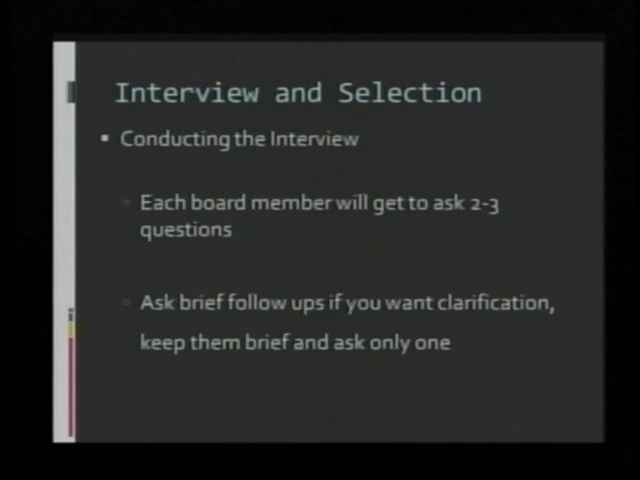 Interview and Selection
Conducting the Interview
Each board member will get to ask 2-3
questions
Ask brief follow ups if you want clarification,
keep them brief and ask only one